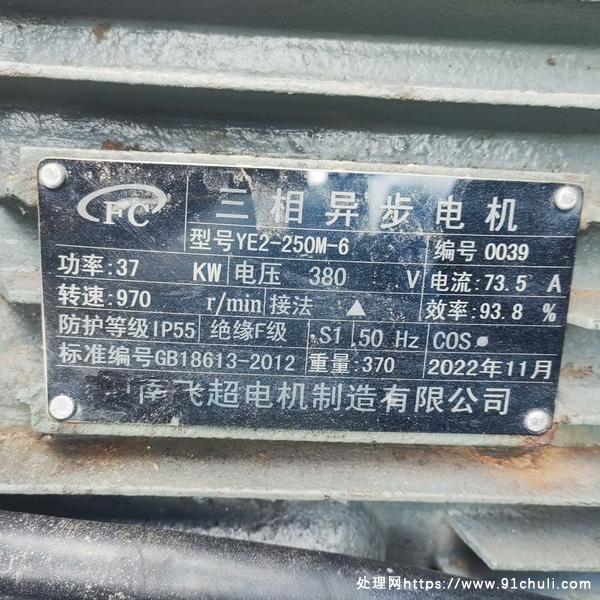 FC 三相异步电机
型号YE2-250M-6 编号 0039
功率:37 KW 电压 380 V 电流:73.5 A
转速:970 r/min 接法 △ 效率:93.8 %
防护等级IP55 绝缘F级 S1 50 Hz COS
标准编号GB18613-2012 重量:370 2022年11月
南飞超电机制造有限公司
处理网https://www.91chuli.com